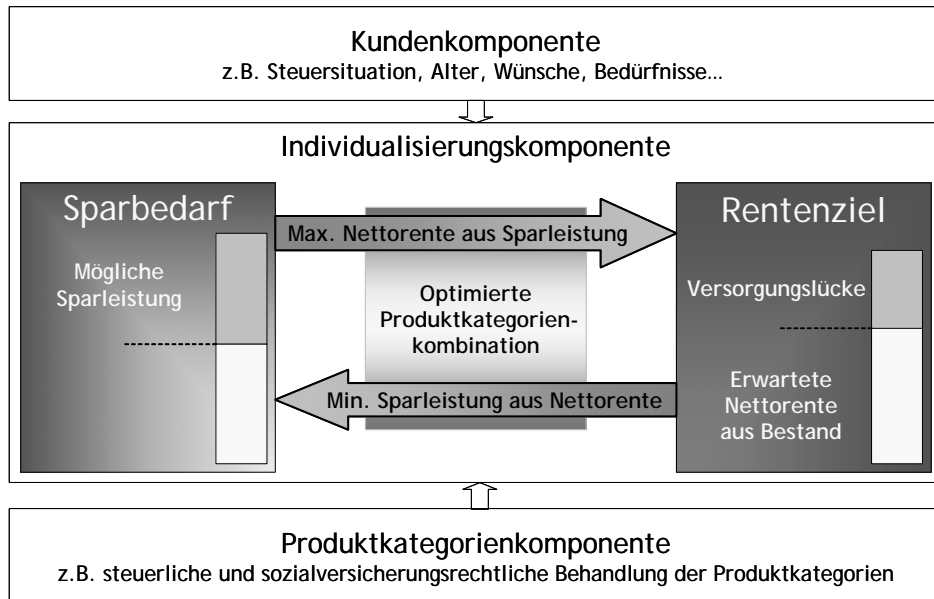 Kundenkomponente
z.B. Steuersituation, Alter, Wünsche, Bedürfnisse...
Individualisierungskomponente
Sparbedarf
Mögliche
Sparleistung
Max. Nettorente aus Sparleistung
Optimierte
Produktkategorien-
kombination
Min. Sparleistung aus Nettorente
Rentenziel
Versorgungslücke
Erwartete
Nettorente
aus Bestand
Produktkategorienkomponente
z.B. steuerliche und sozialversicherungsrechtliche Behandlung der Produktkategorien